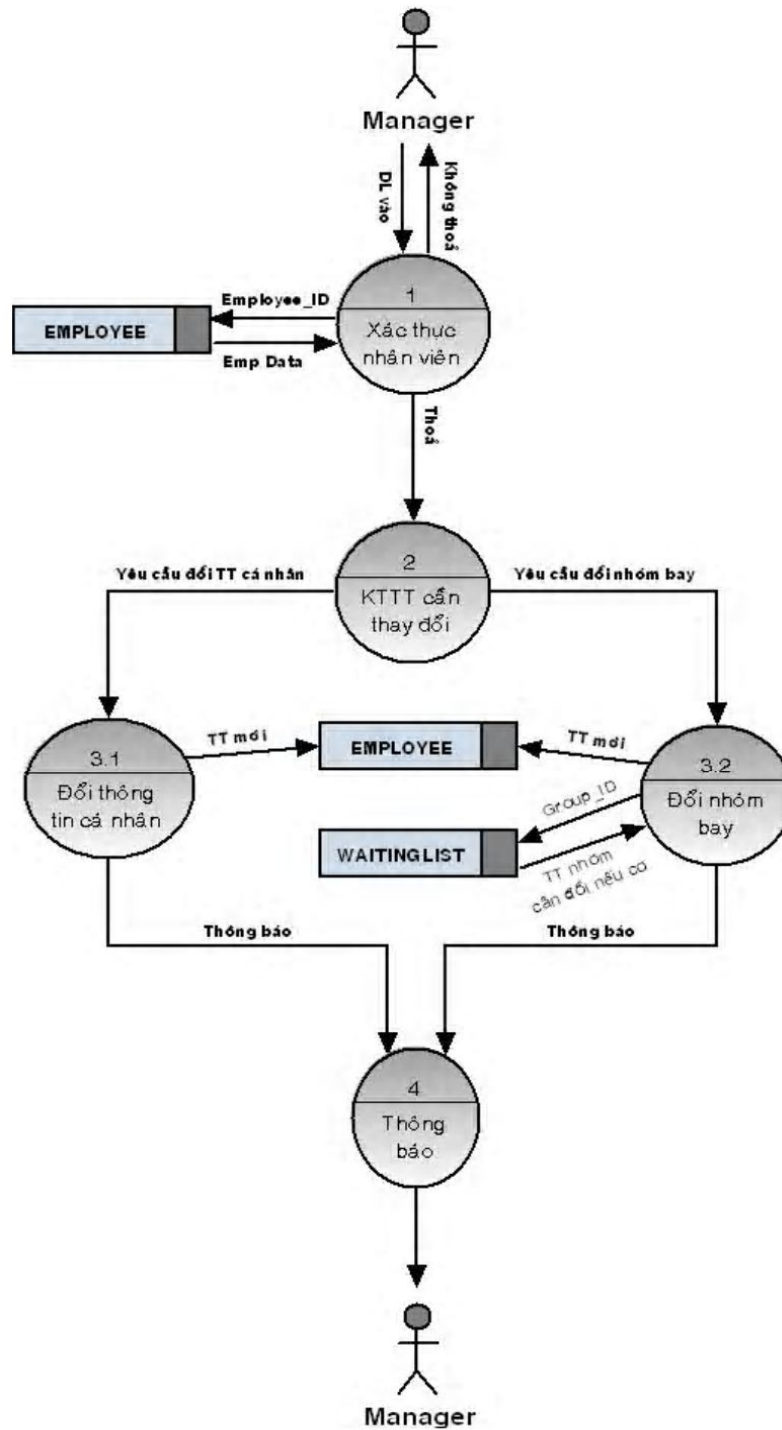 Manager
DL vào
Không thoả
1
Xác thực
nhân viên
Employee_ID
EMPLOYEE
Emp Data
Thoả
2
KTTT cần
thay đổi
Yêu cầu đổi TT cá nhân
Yêu cầu đổi nhóm bay
3.1
Đổi thông
tin cá nhân
TT mới
EMPLOYEE
TT mới
3.2
Đổi nhóm
bay
Group_ID
WAITINGLIST
TT nhóm
cần đổi nếu co
Thông báo
Thông báo
4
Thông
báo
Manager